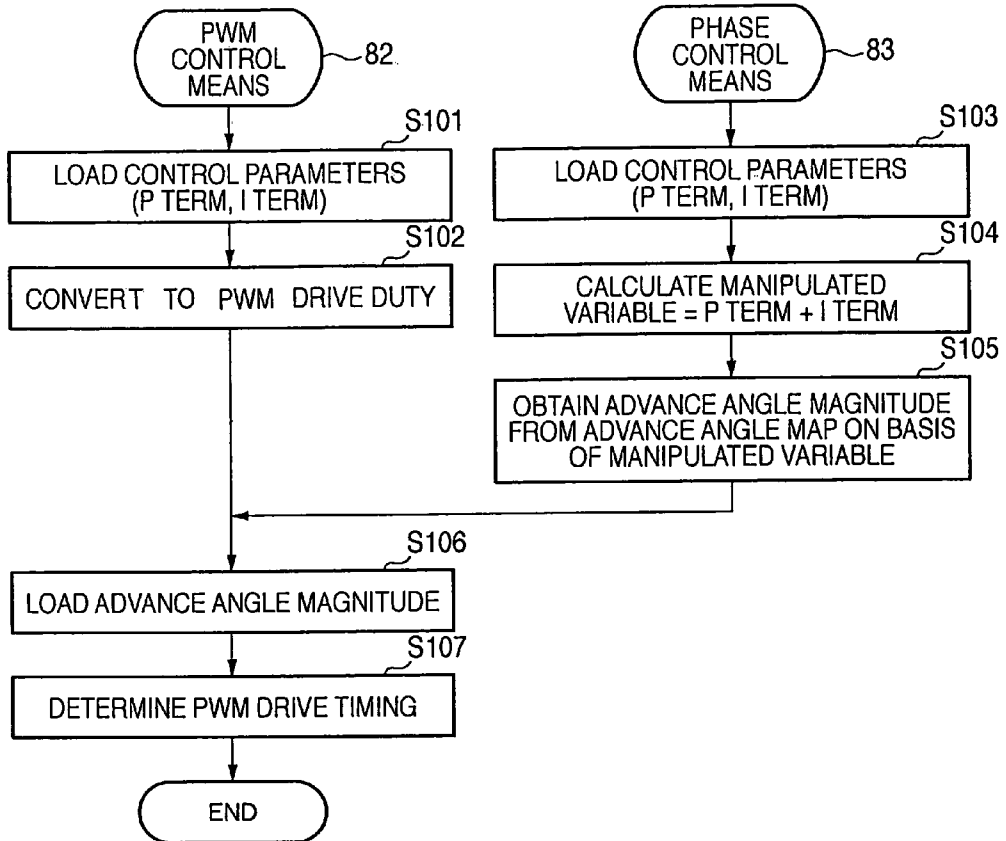 PWM
CONTROL
MEANS
82
S101
LOAD CONTROL PARAMETERS
(P TERM, I TERM)
S102
CONVERT TO PWM DRIVE DUTY
PHASE
CONTROL
MEANS
83
S103
LOAD CONTROL PARAMETERS
(P TERM, I TERM)
S104
CALCULATE MANIPULATED
VARIABLE = P TERM + I TERM
S105
OBTAIN ADVANCE ANGLE MAGNITUDE
FROM ADVANCE ANGLE MAP ON BASIS
OF MANIPULATED VARIABLE
S106
LOAD ADVANCE ANGLE MAGNITUDE
S107
DETERMINE PWM DRIVE TIMING
END